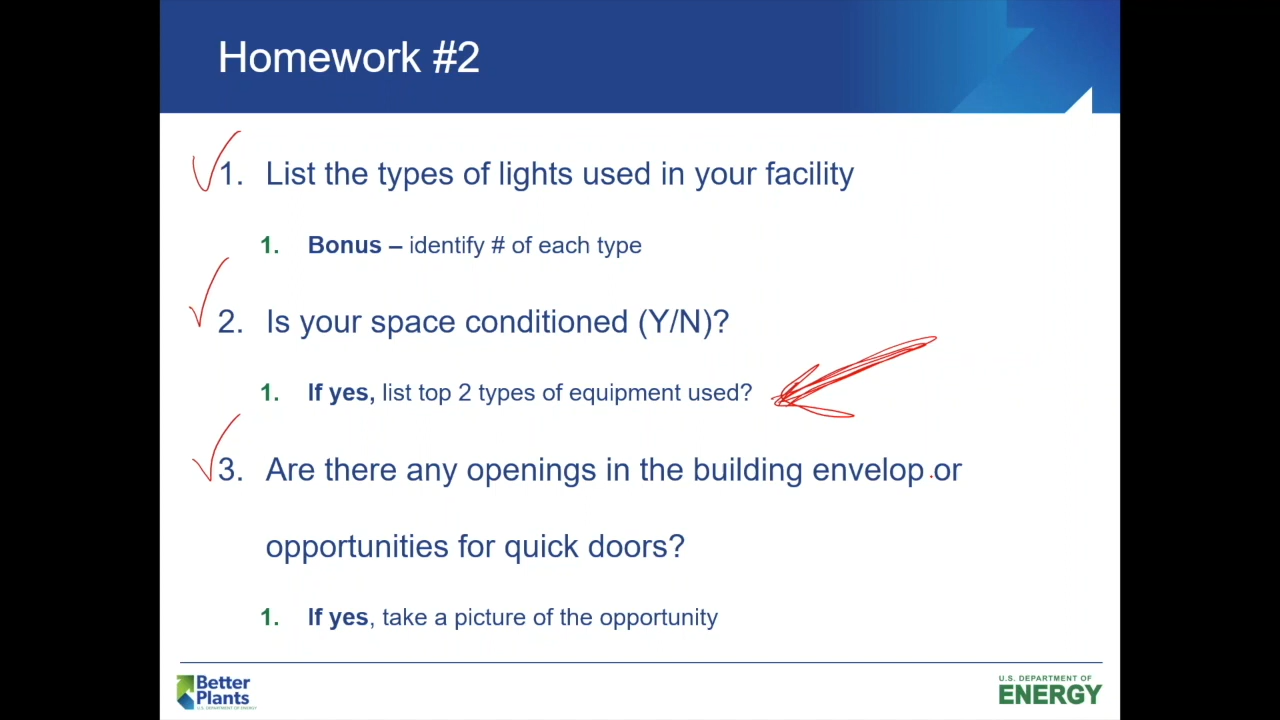 Homework #2
1. List the types of lights used in your facility
1. Bonus – identify # of each type
2. Is your space conditioned (Y/N)?
1. If yes, list top 2 types of equipment used?
3. Are there any openings in the building envelop or
opportunities for quick doors?
1. If yes, take a picture of the opportunity
Better
Plants
U.S. DEPARTMENT OF ENERGY
U.S. DEPARTMENT OF
ENERGY